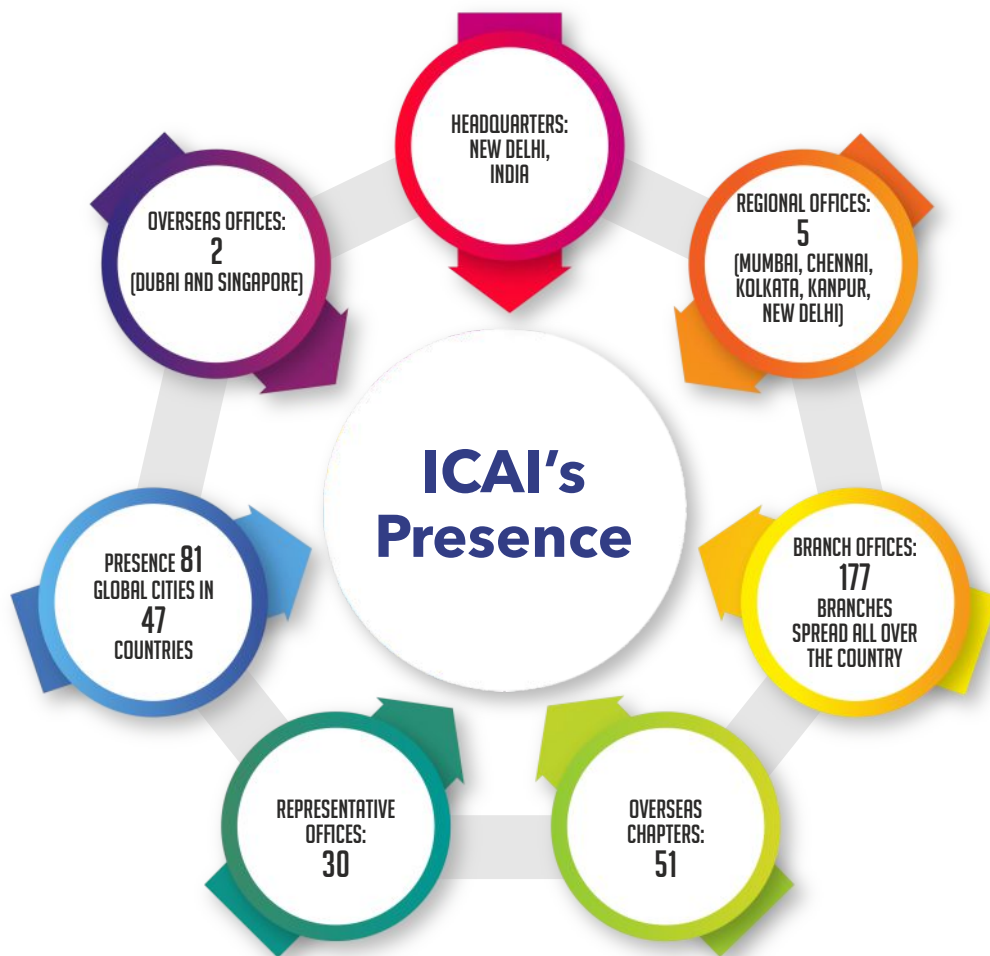 HEADQUARTERS:
NEW DELHI,
INDIA
REGIONAL OFFICES:
5
(MUMBAI, CHENNAI,
KOLKATA, KANPUR,
NEW DELHI)
BRANCH OFFICES:
177
BRANCHES
SPREAD ALL OVER
THE COUNTRY
OVERSEAS
CHAPTERS:
51
REPRESENTATIVE
OFFICES:
30
PRESENCE 81
GLOBAL CITIES IN
47
COUNTRIES
OVERSEAS OFFICES:
2
(DUBAI AND SINGAPORE)
ICAI's
Presence